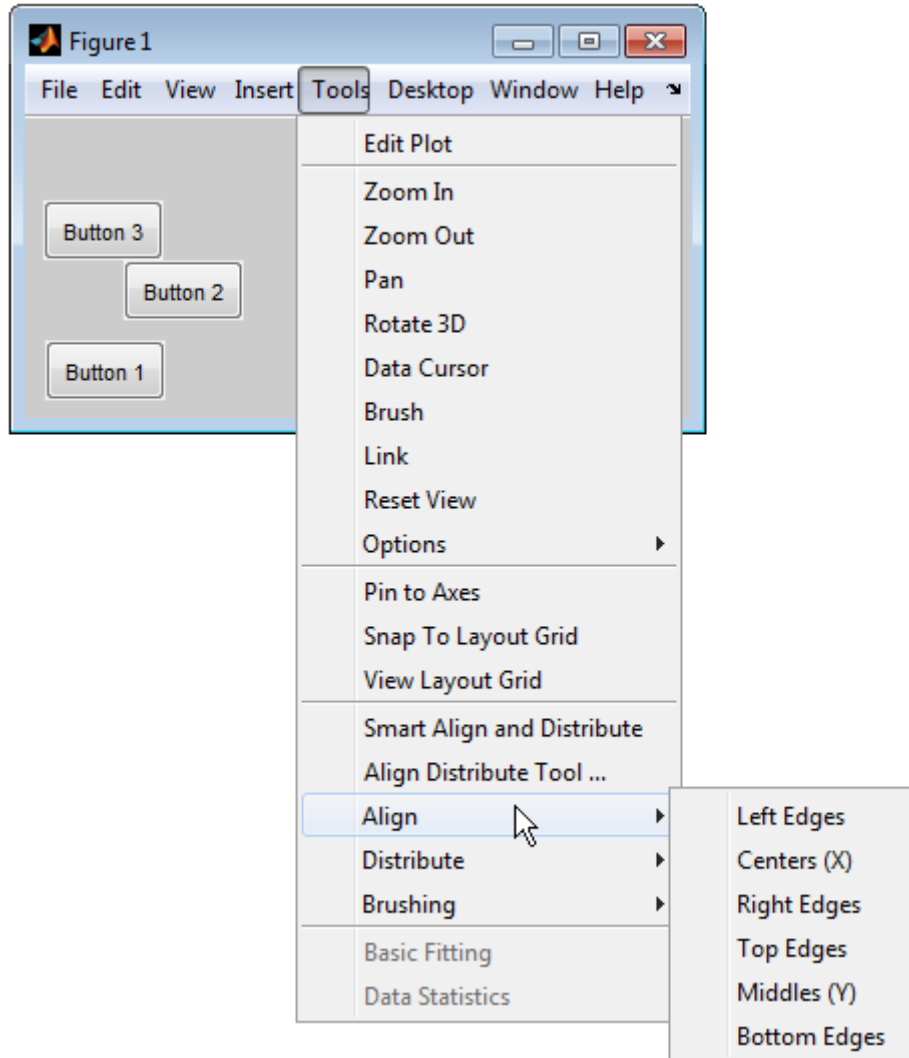 Figure 1
File Edit View Insert Tools Desktop Window Help
Button 3
Button 2
Button 1
Edit Plot
Zoom In
Zoom Out
Pan
Rotate 3D
Data Cursor
Brush
Link
Reset View
Options
Pin to Axes
Snap To Layout Grid
View Layout Grid
Smart Align and Distribute
Align Distribute Tool ...
Align
Distribute
Brushing
Basic Fitting
Data Statistics
Left Edges
Centers (X)
Right Edges
Top Edges
Middles (Y)
Bottom Edges